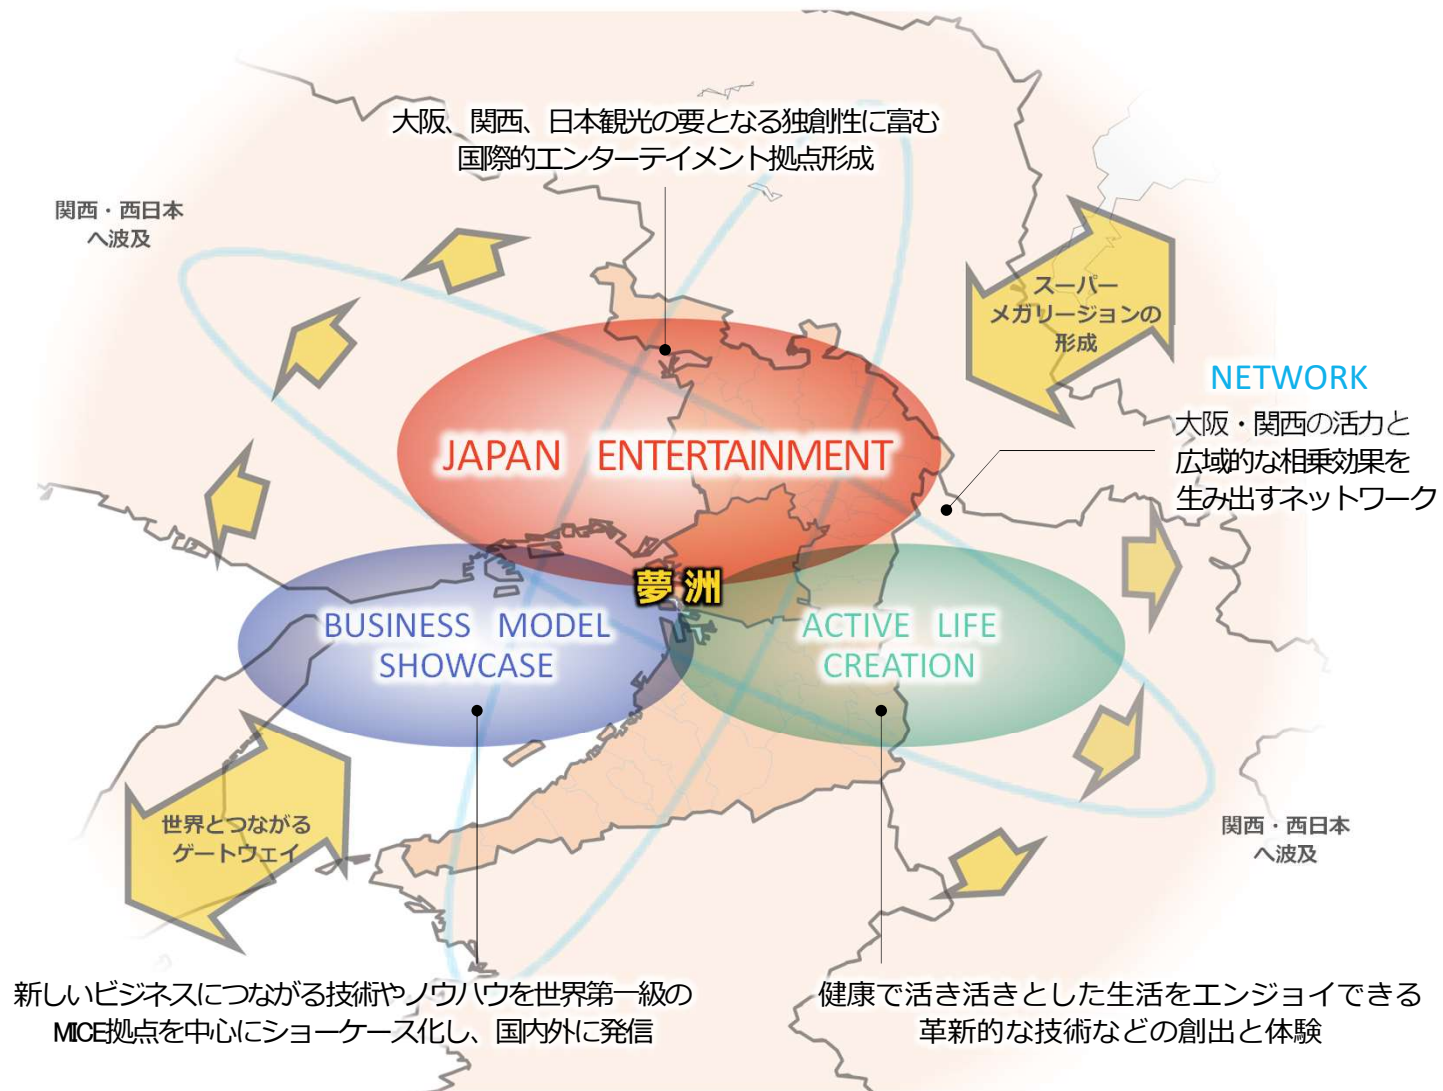 大阪、関西、日本観光の要となる独創性に富む
国際的エンターテイメント拠点形成
関西・西日本
へ波及
スーパー
メガリージョンの
形成
NETWORK
大阪・関西の活力と
広域的な相乗効果を
生み出すネットワーク
JAPAN ENTERTAINMENT
夢洲
BUSINESS MODEL
SHOWCASE
ACTIVE LIFE
CREATION
世界とつながる
ゲートウェイ
関西・西日本
へ波及
新しいビジネスにつながる技術やノウハウを世界第一級の
MICE拠点を中心にショーケース化し、国内外に発信
健康で活き活きとした生活をエンジョイできる
革新的な技術などの創出と体験